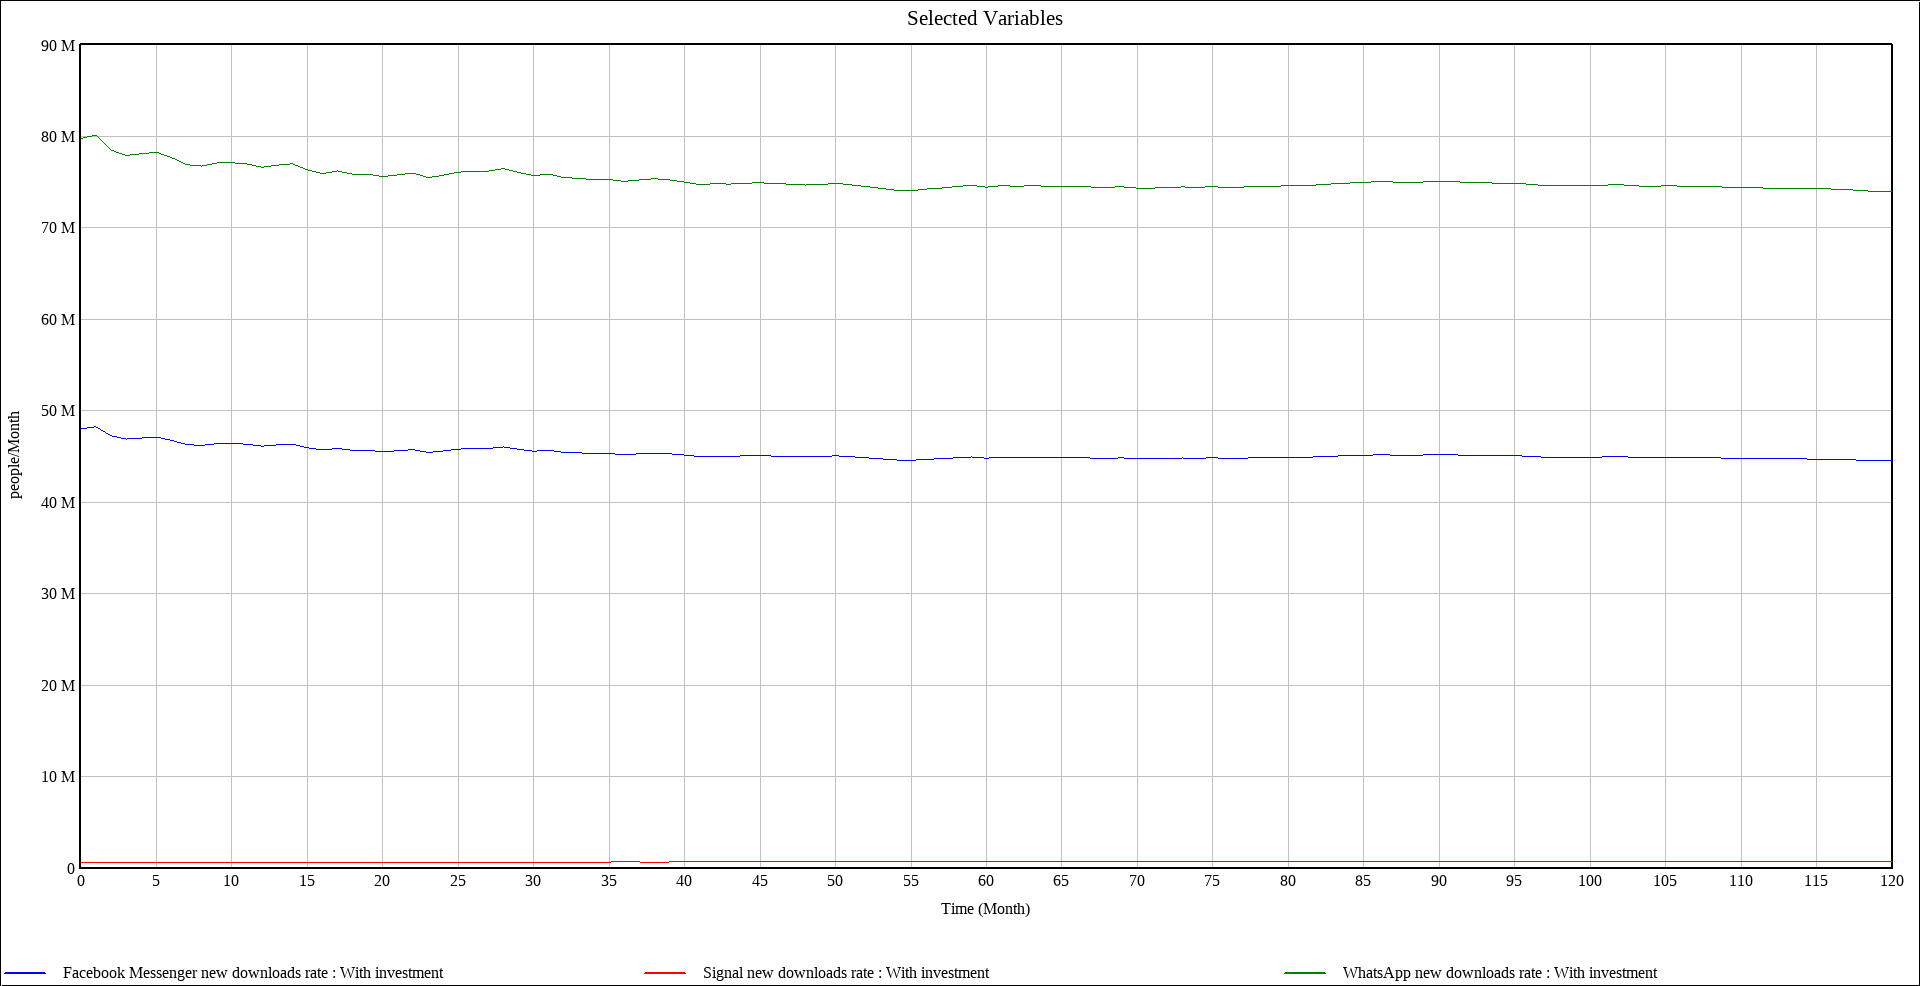 Selected Variables
90 M
80 M
70 M
60 M
50 M
40 M
30 M
20 M
10 M
0
people/Month
0 5 10 15 20 25 30 35 40 45 50 55 60 65 70 75 80 85 90 95 100 105 110 115 120
Time (Month)
Facebook Messenger new downloads rate : With investment
Signal new downloads rate : With investment
WhatsApp new downloads rate : With investment